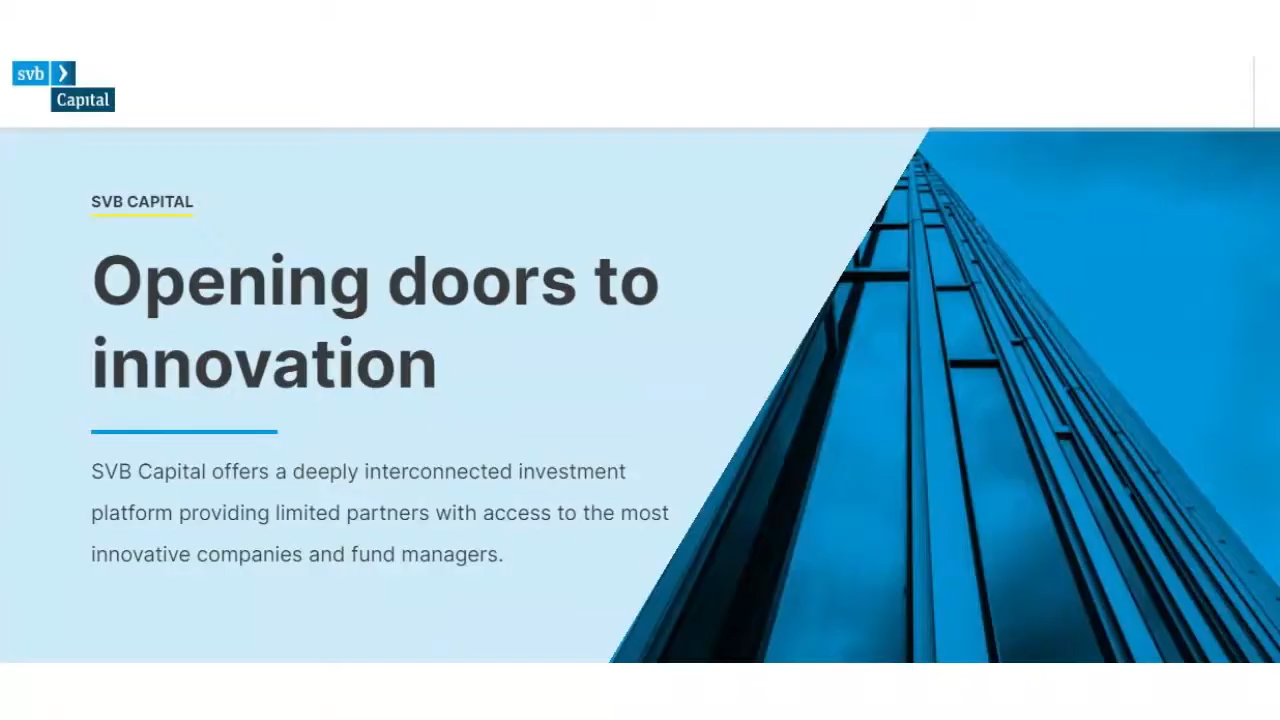 svb
Capital
SVB CAPITAL
Opening doors to
innovation
SVB Capital offers a deeply interconnected investment
platform providing limited partners with access to the most
innovative companies and fund managers.